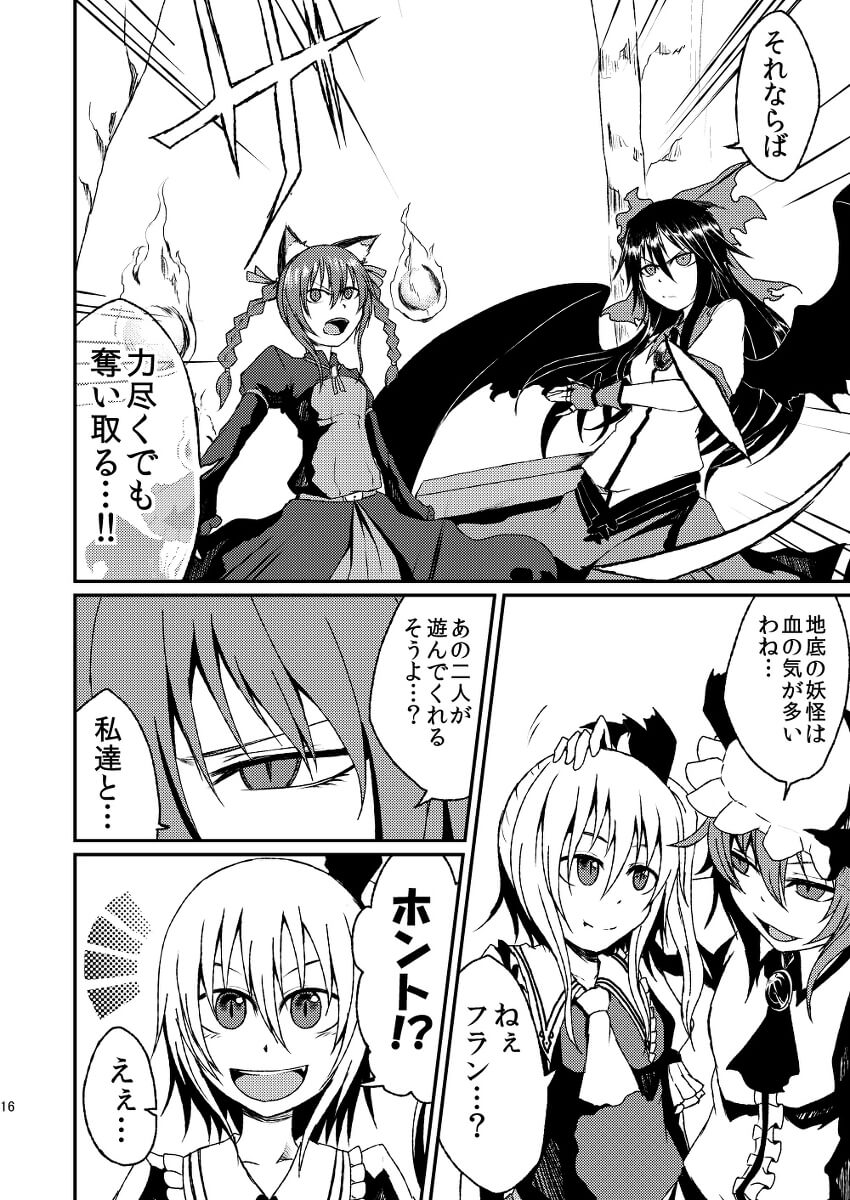 それならば
力尽くでも
奪い取る…!!
地底の妖怪は
血の気が多い
わね…
ねぇ
フラン…?
あの二人が
遊んでくれる
そうよ…?
私達と…
ホント!?
えぇ…
16